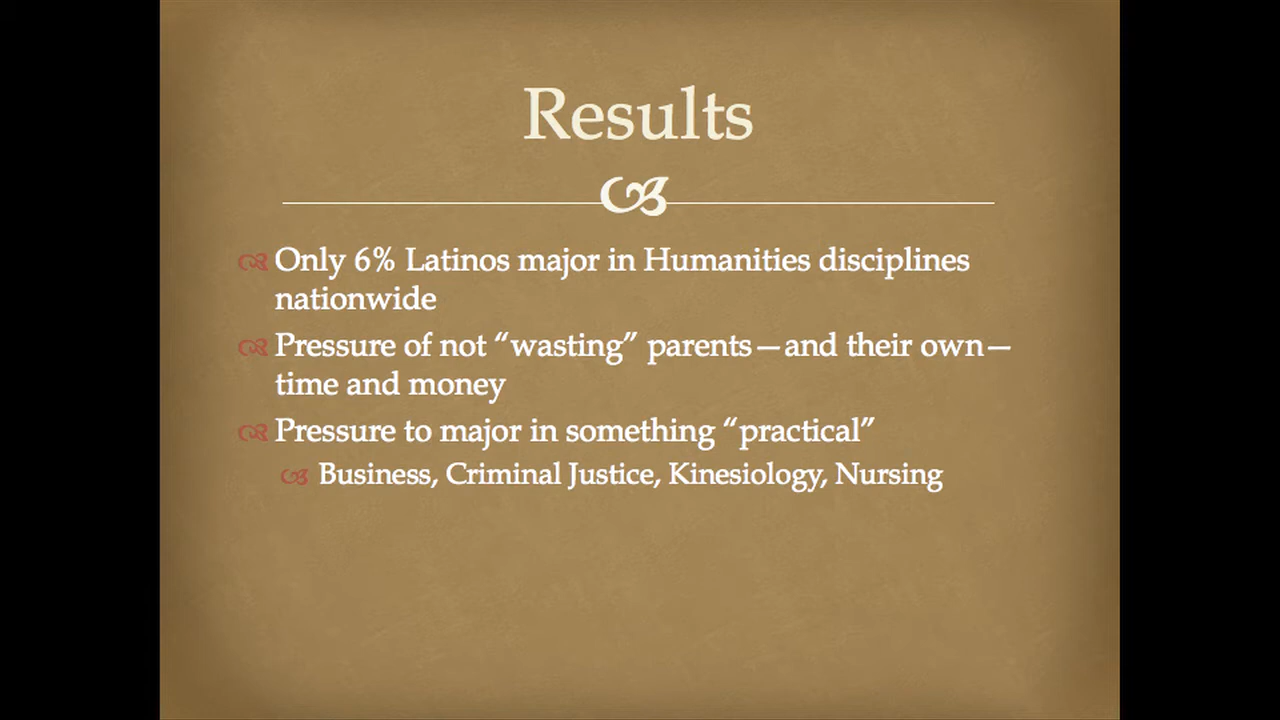 Results
Only 6% Latinos major in Humanities disciplines
nationwide
Pressure of not “wasting” parents—and their own—
time and money
Pressure to major in something “practical”
Business, Criminal Justice, Kinesiology, Nursing